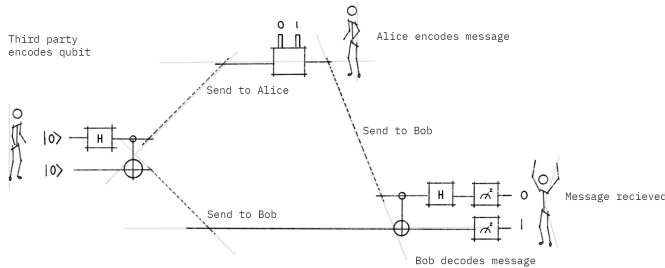 Third party
encodes qubit
0 1
Alice encodes message
Send to Alice
Send to Bob
|0⟩ H
|0⟩
H z 0
Message recieved
Send to Bob
z 1
Bob decodes message